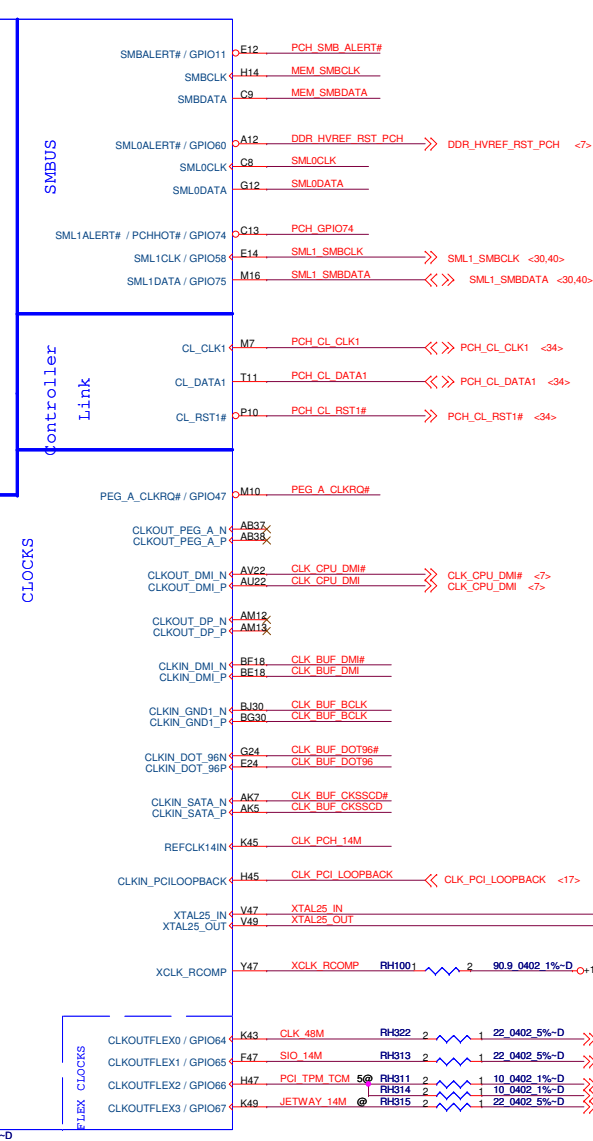 SMBUS
SMBALERT# / GPIO11 E12 PCH_SMB_ALERT#
SMBCLK H14 MEM_SMBCLK
SMBDATA C9 MEM_SMBDATA
SML0ALERT# / GPIO60 A12 DDR_HVREF_RST_PCH DDR_HVREF_RST_PCH <7>
SML0CLK C8 SML0CLK
SML0DATA G12 SML0DATA
SML1ALERT# / PCHHOT# / GPIO74 C13 PCH_GPIO74
SML1CLK / GPIO58 E14 SML1_SMBCLK SML1_SMBCLK <30,40>
SML1DATA / GPIO75 M16 SML1_SMBDATA SML1_SMBDATA <30,40>
Controller
Link
CL_CLK1 M7 PCH_CL_CLK1 PCH_CL_CLK1 <34>
CL_DATA1 T11 PCH_CL_DATA1 PCH_CL_DATA1 <34>
CL_RST1# P10 PCH_CL_RST1# PCH_CL_RST1# <34>
CLOCKS
PEG_A_CLKRQ# / GPIO47 M10 PEG_A_CLKRQ#
CLKOUT_PEG_A_N AB37
CLKOUT_PEG_A_P AB38
CLKOUT_DMI_N AV22 CLK_CPU_DMI# CLK_CPU_DMI# <7>
CLKOUT_DMI_P AU22 CLK_CPU_DMI CLK_CPU_DMI <7>
CLKOUT_DP_N AM12
CLKOUT_DP_P AM13
CLKIN_DMI_N BF18 CLK_BUF_DMI#
CLKIN_DMI_P BE18 CLK_BUF_DMI
CLKIN_GND1_N BJ30 CLK_BUF_BCLK
CLKIN_GND1_P BG30 CLK_BUF_BCLK
CLKIN_DOT_96N G24 CLK_BUF_DOT96#
CLKIN_DOT_96P E24 CLK_BUF_DOT96
CLKIN_SATA_N AK7 CLK_BUF_CKSSCD#
CLKIN_SATA_P AK5 CLK_BUF_CKSSCD
REFCLK14IN K45 CLK_PCH_14M
CLKIN_PCILOOPBACK H45 CLK_PCI_LOOPBACK CLK_PCI_LOOPBACK <17>
XTAL25_IN V47 XTAL25_IN
XTAL25_OUT V49 XTAL25_OUT
XCLK_RCOMP Y47 XCLK_RCOMP RH100 1 2 90.9_0402_1%~D +1
FLEX CLOCKS
CLKOUTFLEX0 / GPIO64 K43 CLK_48M RH322 2 1 22_0402_5%~D
CLKOUTFLEX1 / GPIO65 F47 SIO_14M RH313 2 1 22_0402_5%~D
CLKOUTFLEX2 / GPIO66 H47 PCI_TPM_TCM 5@ RH311 2 1 10_0402_1%~D
RH314 2 1 10_0402_1%~D
CLKOUTFLEX3 / GPIO67 K49 JETWAY_14M @ RH315 2 1 22_0402_5%~D
~D